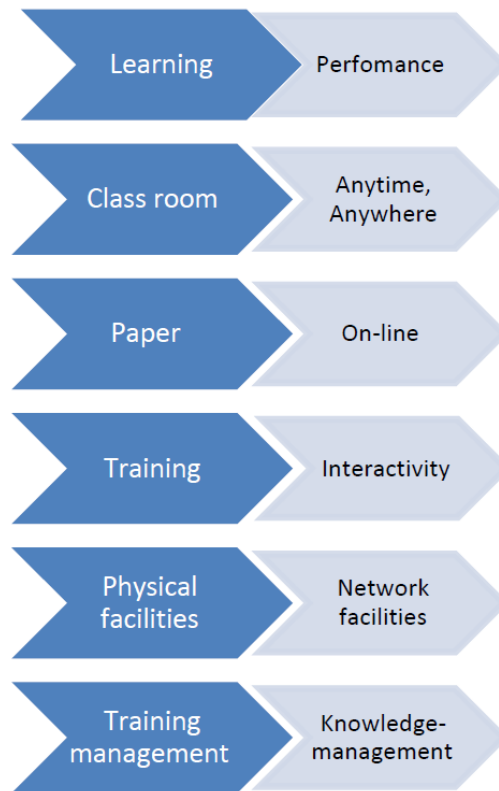 Learning
Perfomance
Class room
Anytime,
Anywhere
Paper
On-line
Training
Interactivity
Physical
facilities
Network
facilities
Training
management
Knowledge-
management